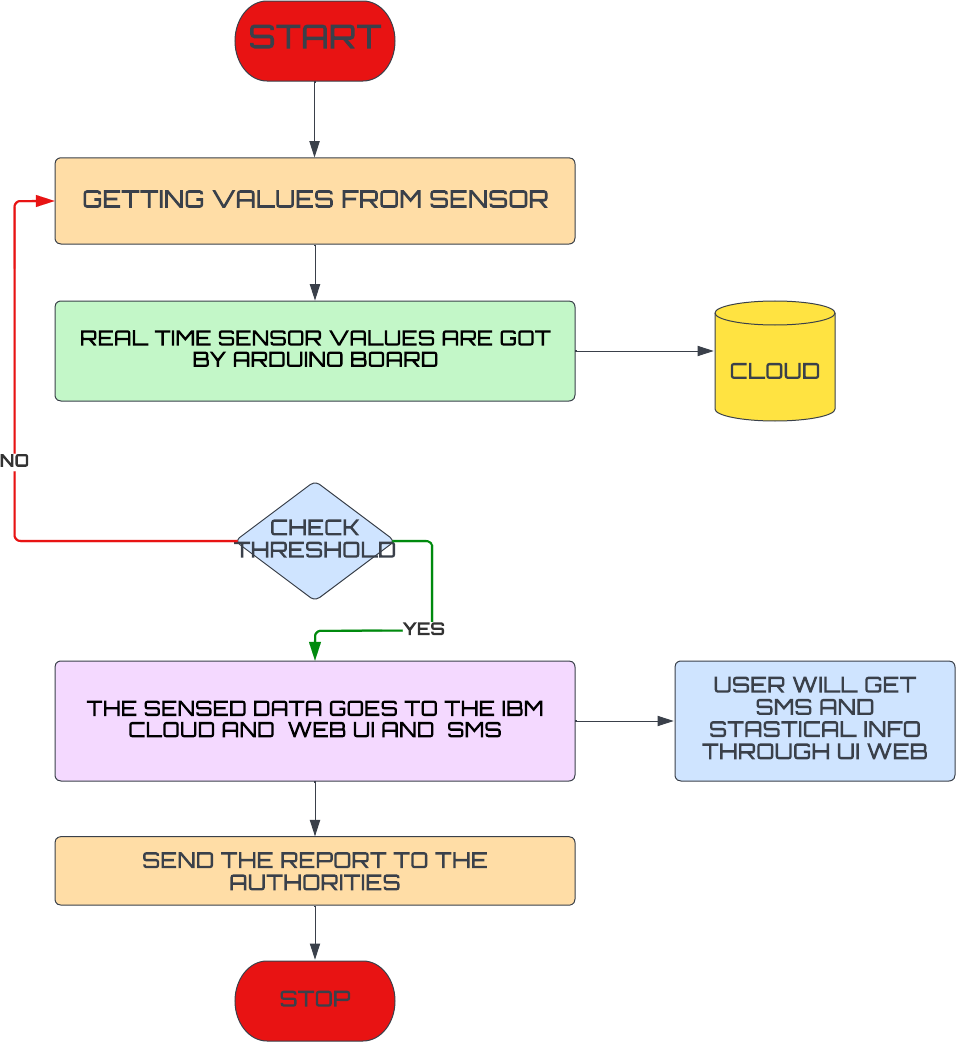 START
GETTING VALUES FROM SENSOR
REAL TIME SENSOR VALUES ARE GOT
BY ARDUINO BOARD
CLOUD
NO
CHECK
THRESHOLD
YES
THE SENSED DATA GOES TO THE IBM
CLOUD AND WEB UI AND SMS
USER WILL GET
SMS AND
STASTICAL INFO
THROUGH UI WEB
SEND THE REPORT TO THE
AUTHORITIES
STOP